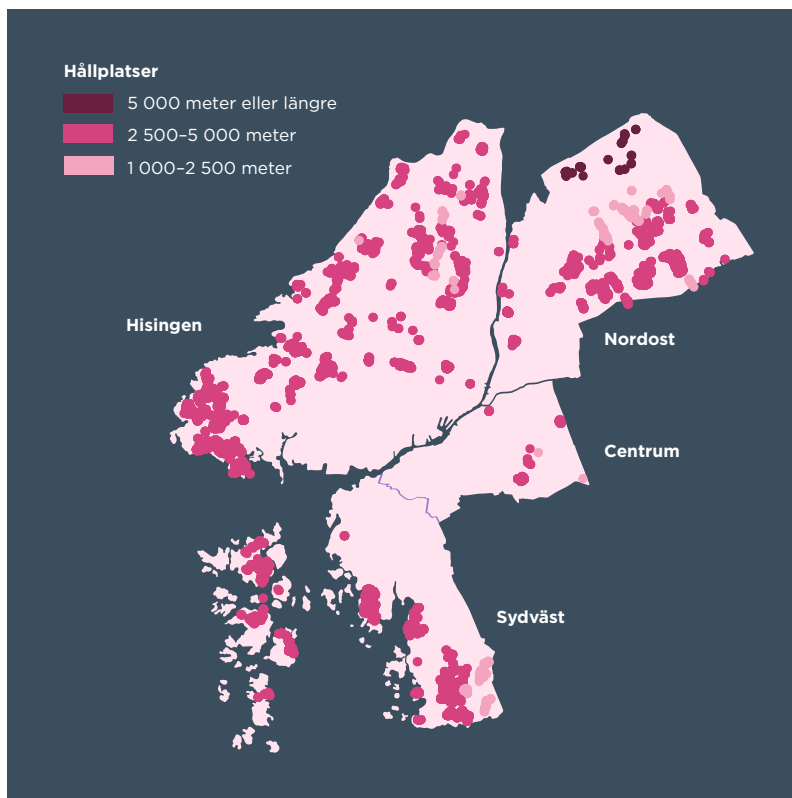 Hållplatser
5 000 meter eller längre
2 500–5 000 meter
1 000–2 500 meter
Hisingen
Nordost
Centrum
Sydväst